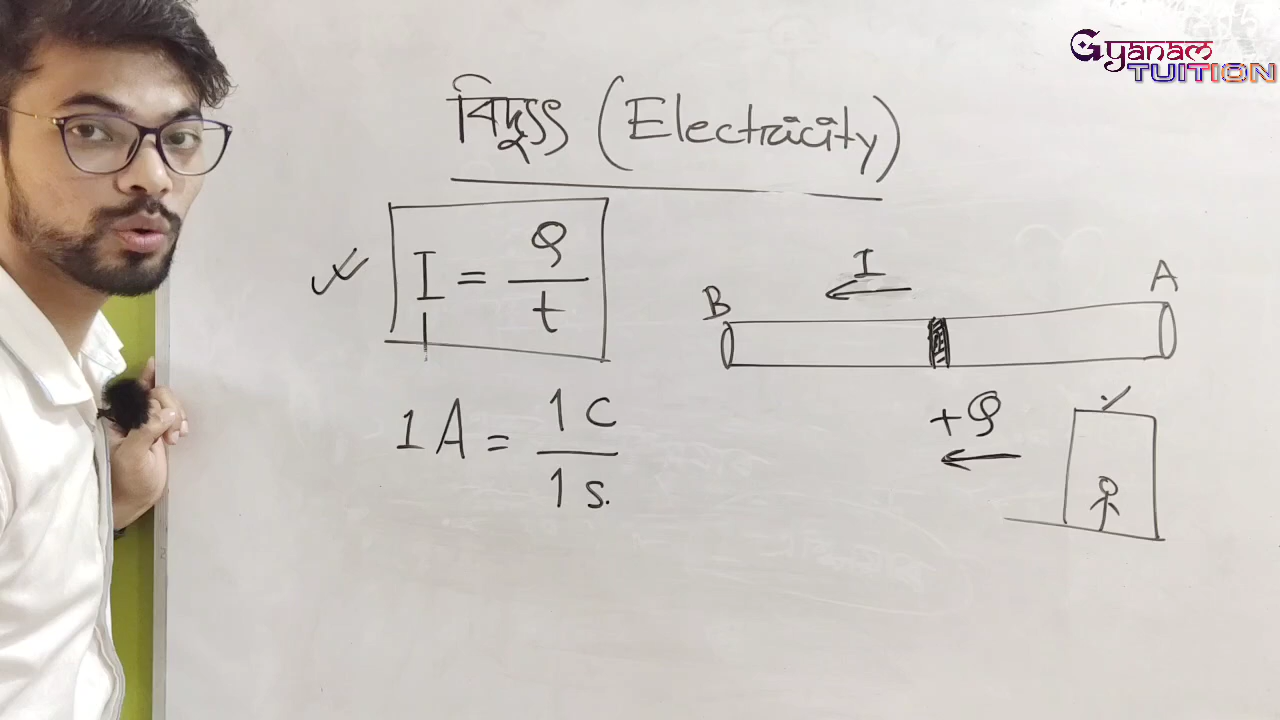 Gyanam
TUITION
বিদ্যুৎ (Electricity)
I = Q / t
1 A = 1 C / 1 s.
B
I
A
+Q